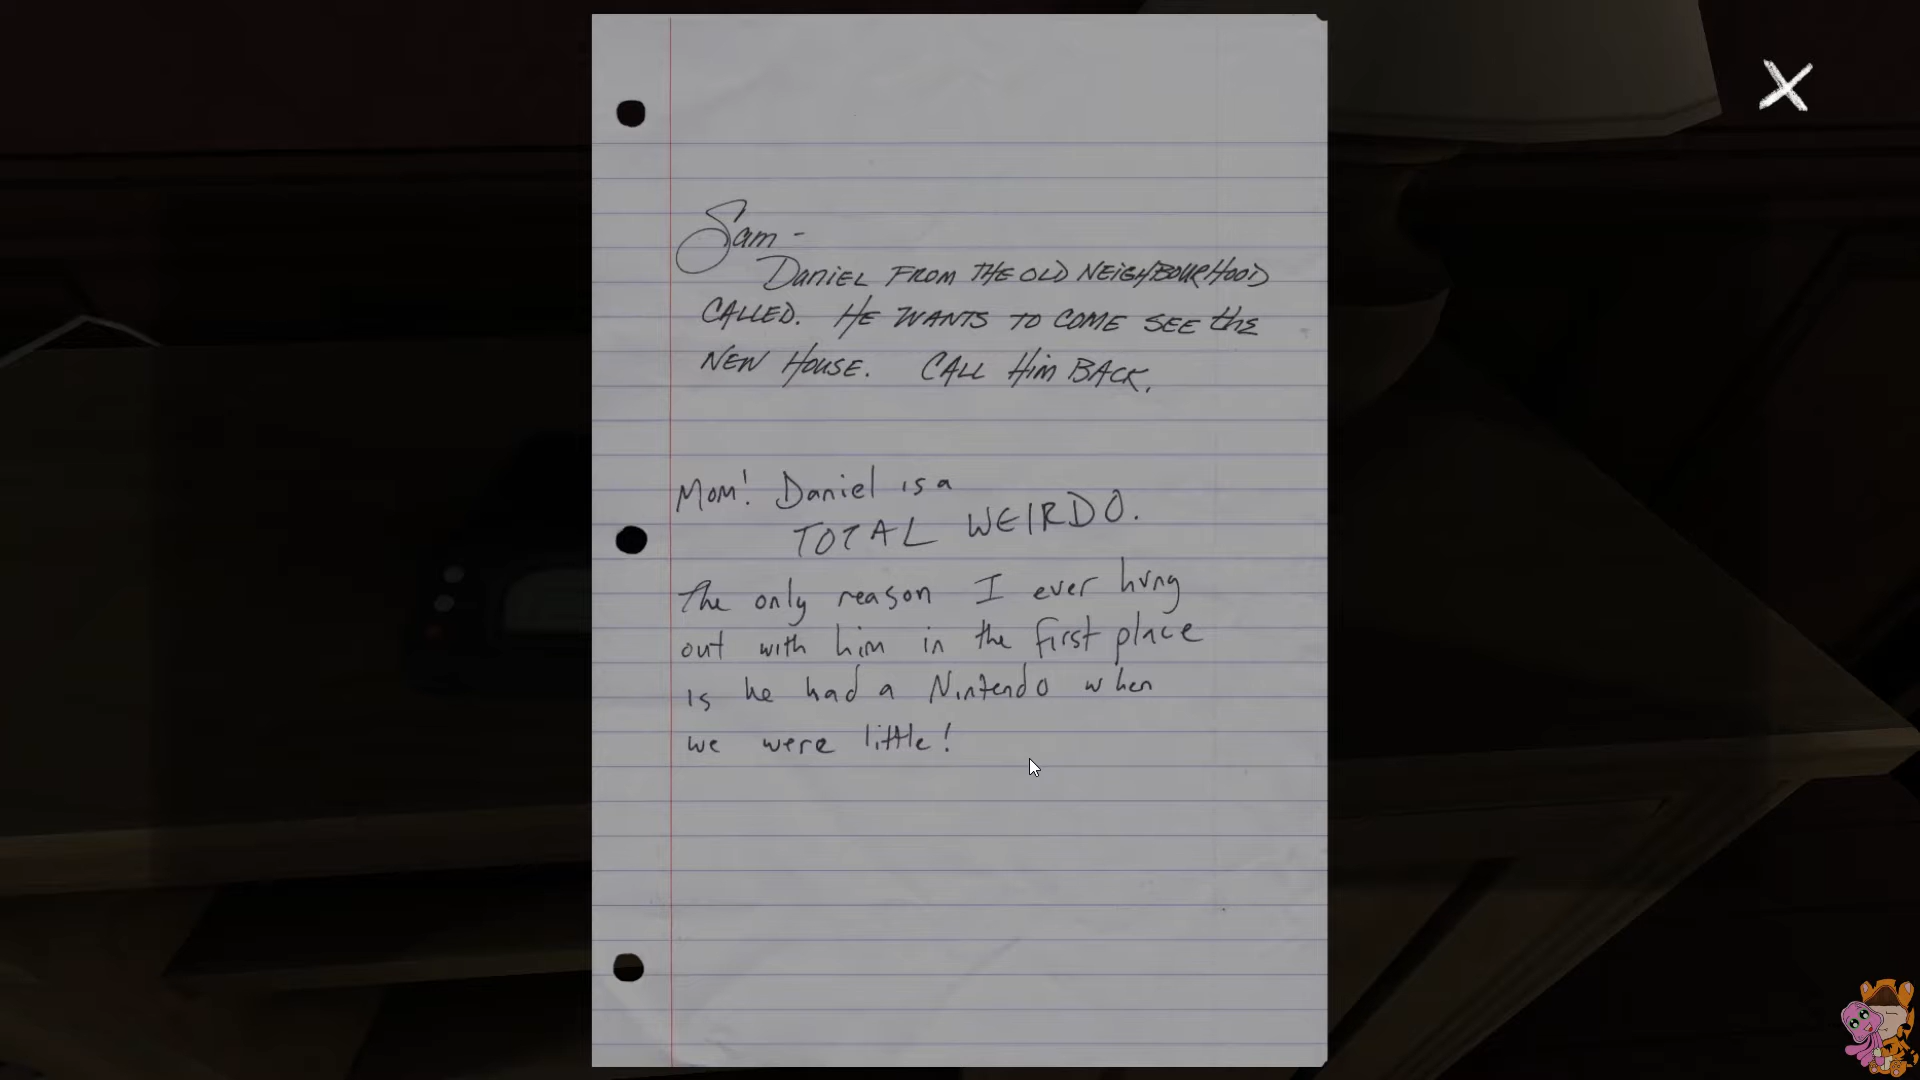 Sam -
Daniel FROM THE OLD NEIGHBOURHOOD
CALLED. HE WANTS TO COME SEE the
NEW HOUSE. CALL Him BACK.
Mom! Daniel is a
TOTAL WEIRDO.
The only reason I ever hung
out with him in the first place
is he had a Nintendo when
we were little!